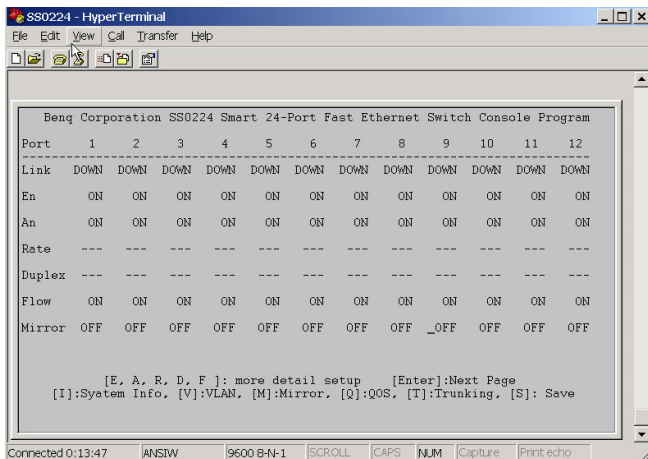 SS0224 - HyperTerminal
File Edit View Call Transfer Help
Benq Corporation SS0224 Smart 24-Port Fast Ethernet Switch Console Program
Port 1 2 3 4 5 6 7 8 9 10 11 12
--------------------------------------------------------------------------
Link DOWN DOWN DOWN DOWN DOWN DOWN DOWN DOWN DOWN DOWN DOWN DOWN
En ON ON ON ON ON ON ON ON ON ON ON ON
An ON ON ON ON ON ON ON ON ON ON ON ON
Rate --- --- --- --- --- --- --- --- --- --- --- ---
Duplex --- --- --- --- --- --- --- --- --- --- --- ---
Flow ON ON ON ON ON ON ON ON ON ON ON ON
Mirror OFF OFF OFF OFF OFF OFF OFF OFF _OFF OFF OFF OFF
[E, A, R, D, F ]: more detail setup [Enter]:Next Page
[I]:Syatem Info, [V]:VLAN, [M]:Mirror, [Q]:QOS, [T]:Trunking, [S]: Save
Connected 0:13:47 ANSIW 9600 8-N-1 SCROLL CAPS NUM Capture Print echo